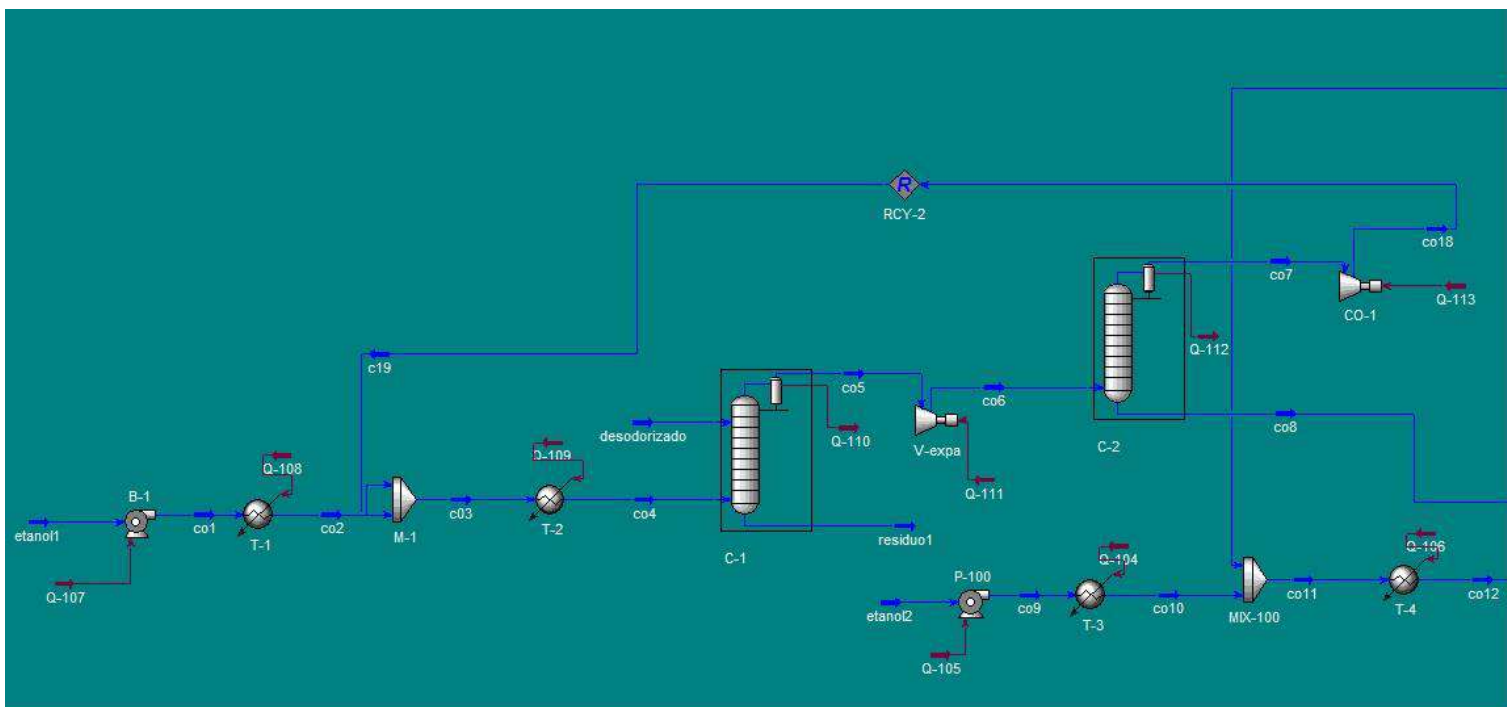 RCY-2
co18
co7
Q-113
CO-1
Q-112
c19
co5
co6
co8
desodorizado
Q-110
V-expa
C-2
Q-109
Q-108
B-1
Q-111
etanol1
co1
T-1
co2
M-1
c03
T-2
co4
residuo1
C-1
Q-104
Q-106
P-100
Q-107
etanol2
co9
T-3
co10
MIX-100
co11
T-4
co12
Q-105